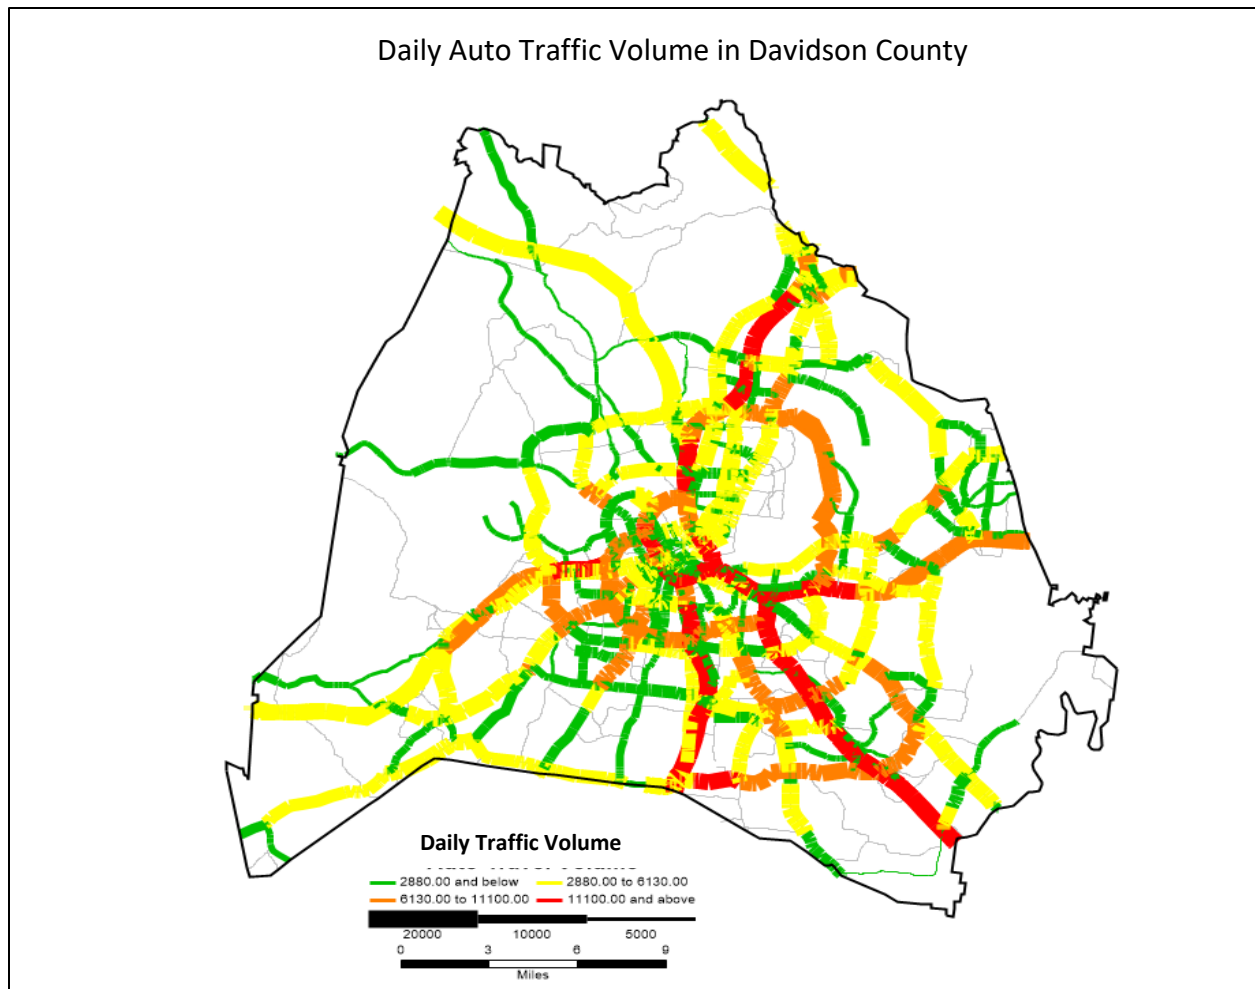 Daily Auto Traffic Volume in Davidson County
Daily Traffic Volume
2880.00 and below 2880.00 to 6130.00
6130.00 to 11100.00 11100.00 and above
20000 10000 5000
0 3 6 9
Miles